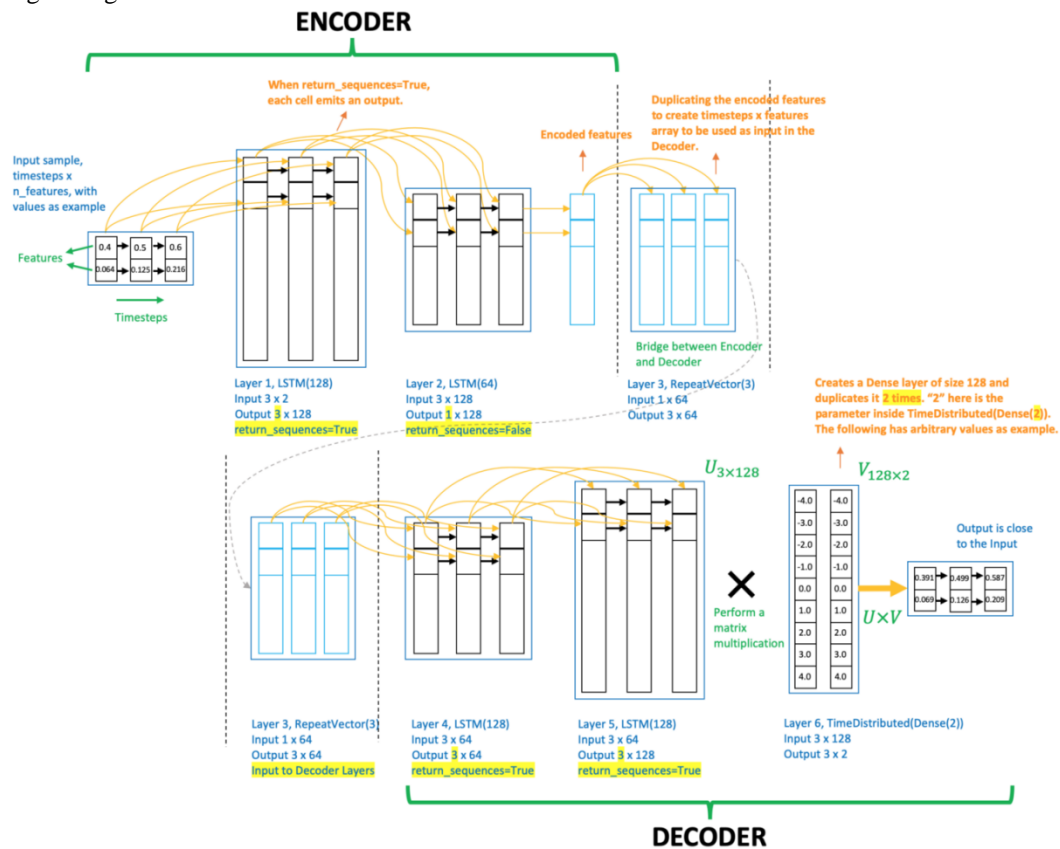 ENCODER
When return_sequences=True,
each cell emits an output.
Duplicating the encoded features
to create timesteps x features
array to be used as input in the
Decoder.
Encoded features
Input sample,
timesteps x
n_features, with
values as example
Features
0.4
0.5
0.6
0.064
0.125
0.216
Timesteps
Bridge between Encoder
and Decoder
Layer 1, LSTM(128)
Input 3 x 2
Output 3 x 128
return_sequences=True
Layer 2, LSTM(64)
Input 3 x 128
Output 1 x 128
return_sequences=False
Layer 3, RepeatVector(3)
Input 1 x 64
Output 3 x 64
Creates a Dense layer of size 128 and
duplicates it 2 times. "2" here is the
parameter inside TimeDistributed(Dense(2)).
The following has arbitrary values as example.
U3×128
V128×2
-4.0 -4.0
-3.0 -3.0
-2.0 -2.0
-1.0 -1.0
0.0 0.0
1.0 1.0
2.0 2.0
3.0 3.0
4.0 4.0
Perform a
matrix
multiplication
U×V
Output is close
to the Input
0.391
0.499
0.587
0.069
0.126
0.209
Layer 3, RepeatVector(3)
Input 1 x 64
Output 3 x 64
Input to Decoder Layers
Layer 4, LSTM(128)
Input 3 x 64
Output 3 x 64
return_sequences=True
Layer 5, LSTM(128)
Input 3 x 64
Output 3 x 128
return_sequences=True
Layer 6, TimeDistributed(Dense(2))
Input 3 x 128
Output 3 x 2
DECODER